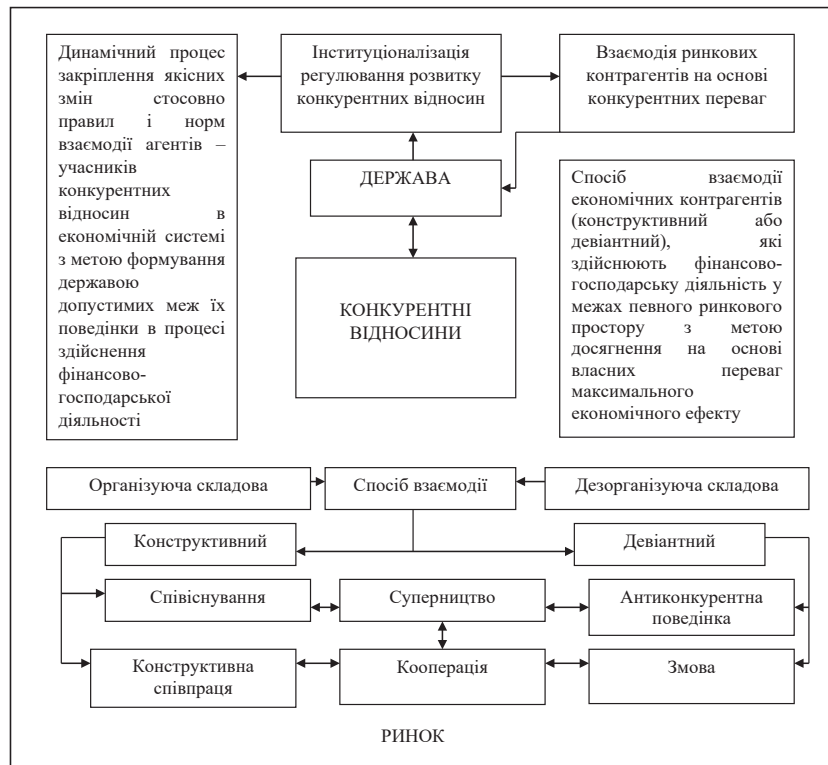 Динамічний процес
закріплення якісних
змін стосовно
правил і норм
взаємодії агентів –
учасників
конкурентних
відносин в
економічній системі
з метою формування
державою
допустимих меж їх
поведінки в процесі
здійснення
фінансово-
господарської
діяльності
Інституціоналізація
регулювання розвитку
конкурентних відносин
Взаємодія ринкових
контрагентів на основі
конкурентних переваг
ДЕРЖАВА
КОНКУРЕНТНІ
ВІДНОСИНИ
Спосіб взаємодії
економічних контрагентів
(конструктивний або
девіантний), які
здійснюють фінансово-
господарську діяльність у
межах певного ринкового
простору з метою
досягнення на основі
власних переваг
максимального
економічного ефекту
Організуюча складова
Спосіб взаємодії
Дезорганізуюча складова
Конструктивний
Девіантний
Співіснування
Суперництво
Антиконкурентна
поведінка
Конструктивна
співпраця
Кооперація
Змова
РИНОК